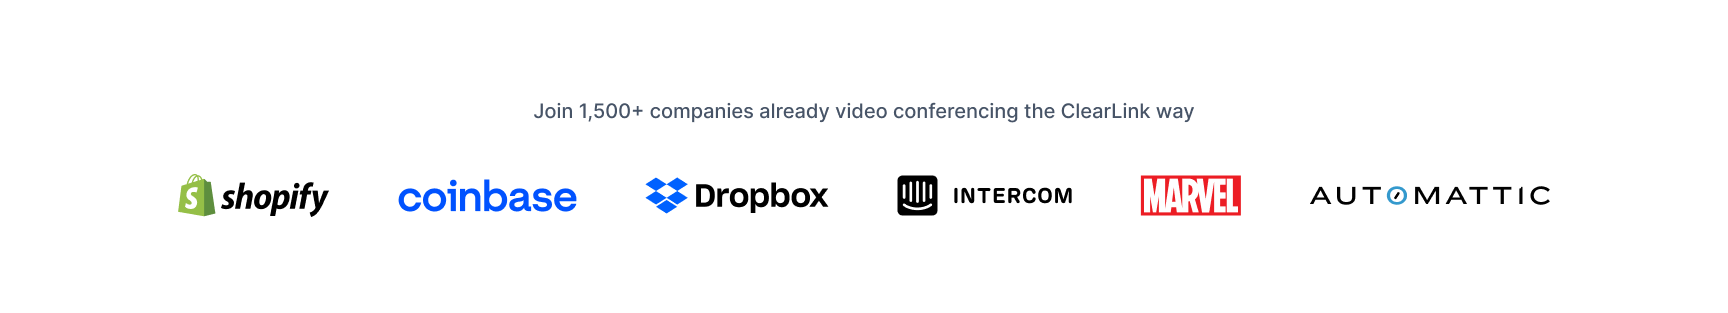 Join 1,500+ companies already video conferencing the ClearLink way
shopify coinbase Dropbox INTERCOM MARVEL AUTOMATTIC